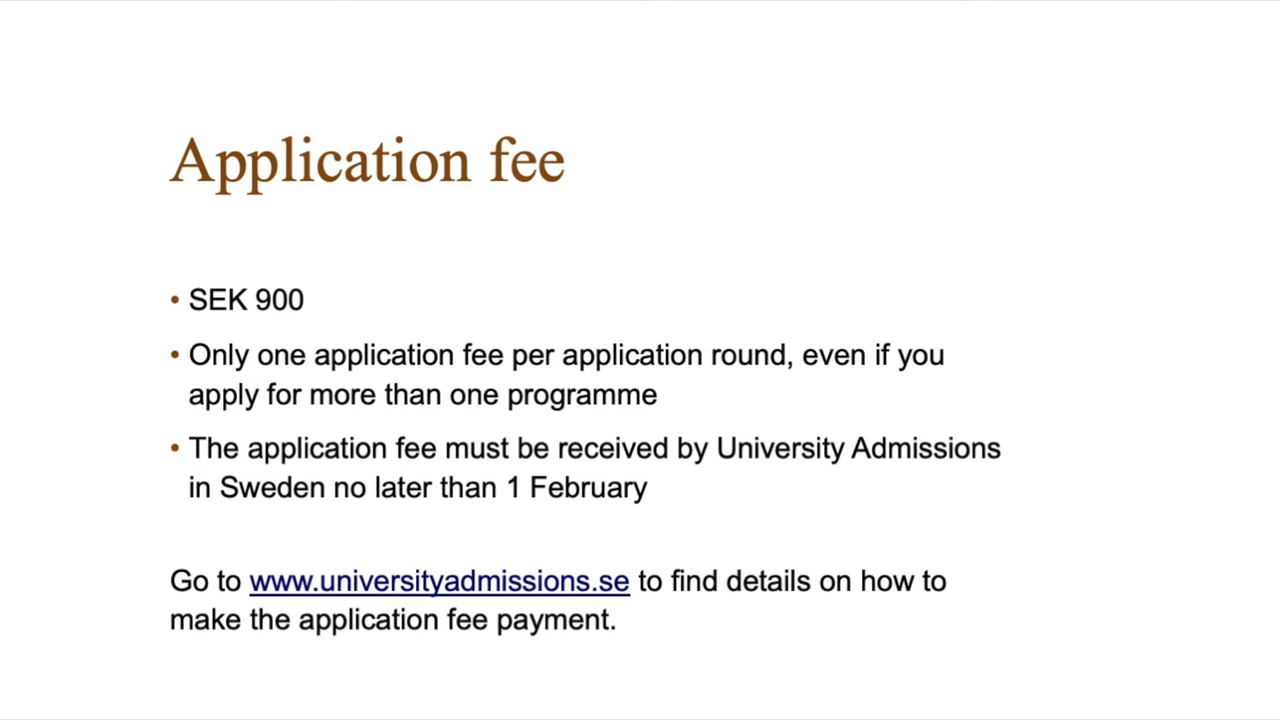 Application fee
• SEK 900
• Only one application fee per application round, even if you
apply for more than one programme
• The application fee must be received by University Admissions
in Sweden no later than 1 February
Go to www.universityadmissions.se to find details on how to
make the application fee payment.